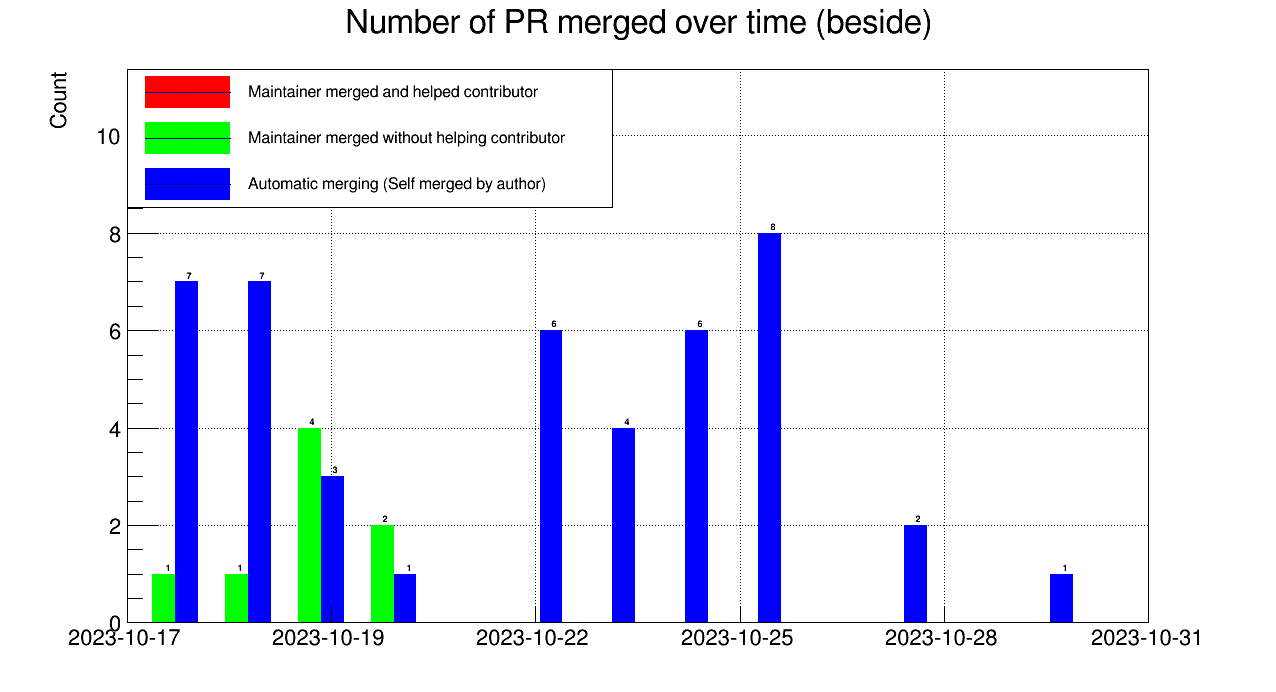 Number of PR merged over time (beside)
Count
Maintainer merged and helped contributor
Maintainer merged without helping contributor
Automatic merging (Self merged by author)
10
8
6
4
2
0
8
7 7
6 6
4 4
3
2 2
1 1 1 1
2023-10-17 2023-10-19 2023-10-22 2023-10-25 2023-10-28 2023-10-31